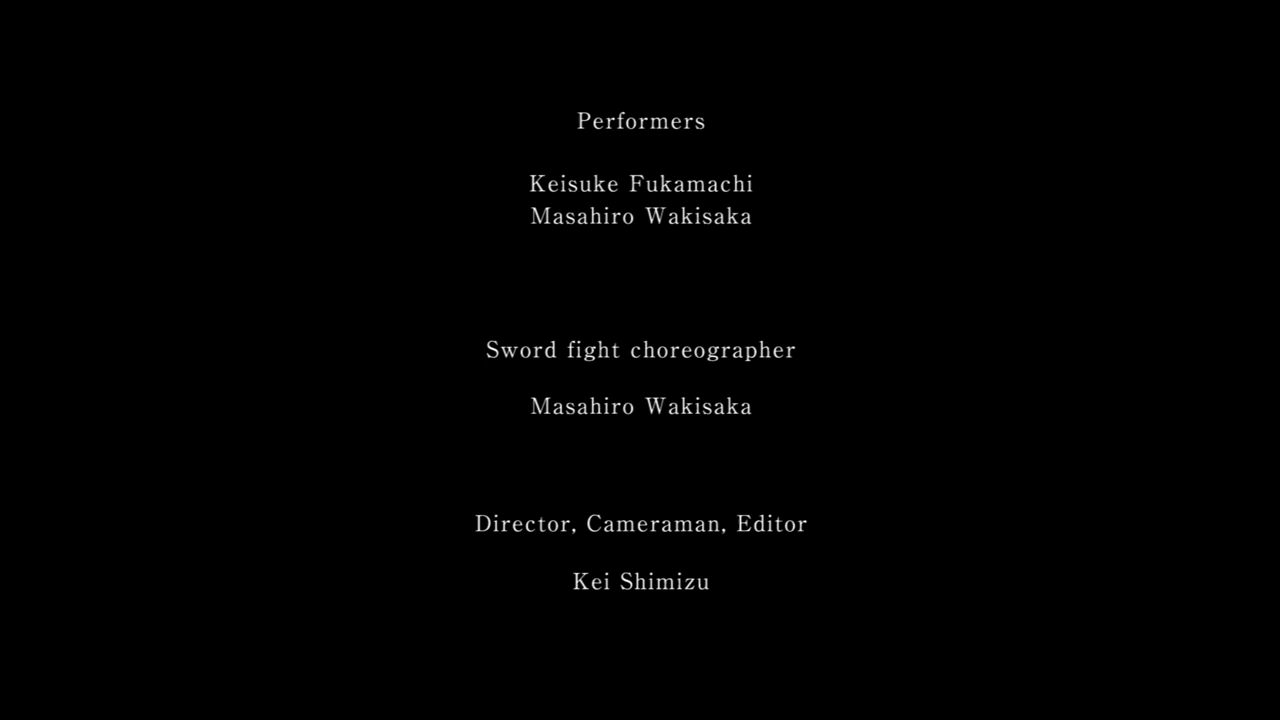 Performers
Keisuke Fukamachi
Masahiro Wakisaka
Sword fight choreographer
Masahiro Wakisaka
Director, Cameraman, Editor
Kei Shimizu